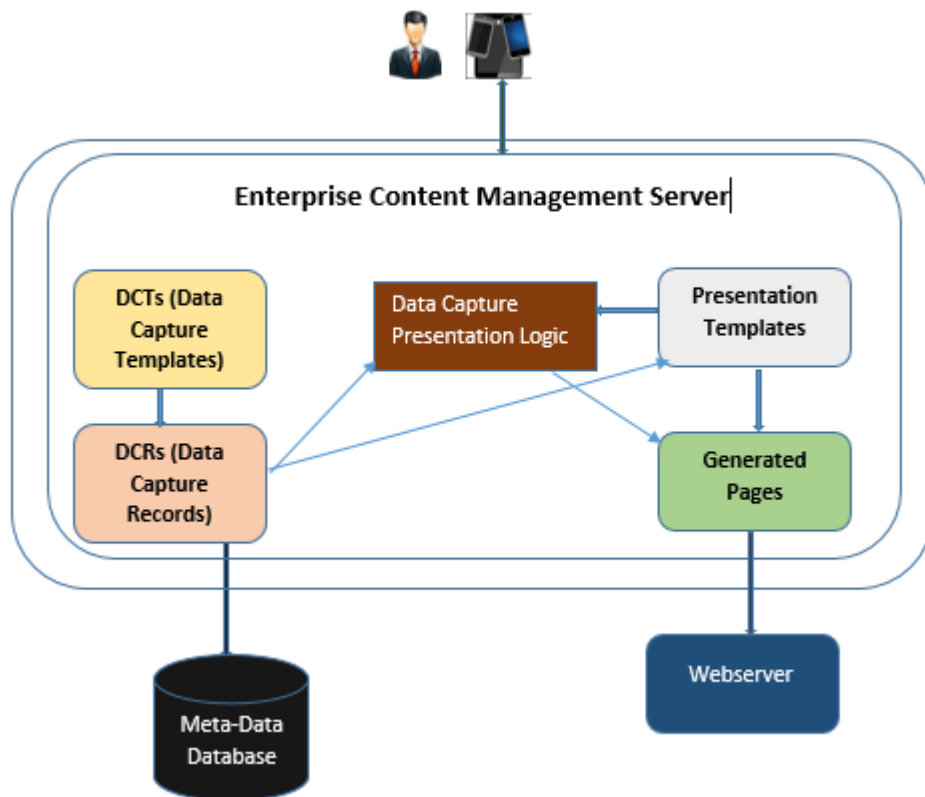 Enterprise Content Management Server
DCTs (Data
Capture
Templates)
Data Capture
Presentation Logic
Presentation
Templates
DCRs (Data
Capture
Records)
Generated
Pages
Meta-Data
Database
Webserver